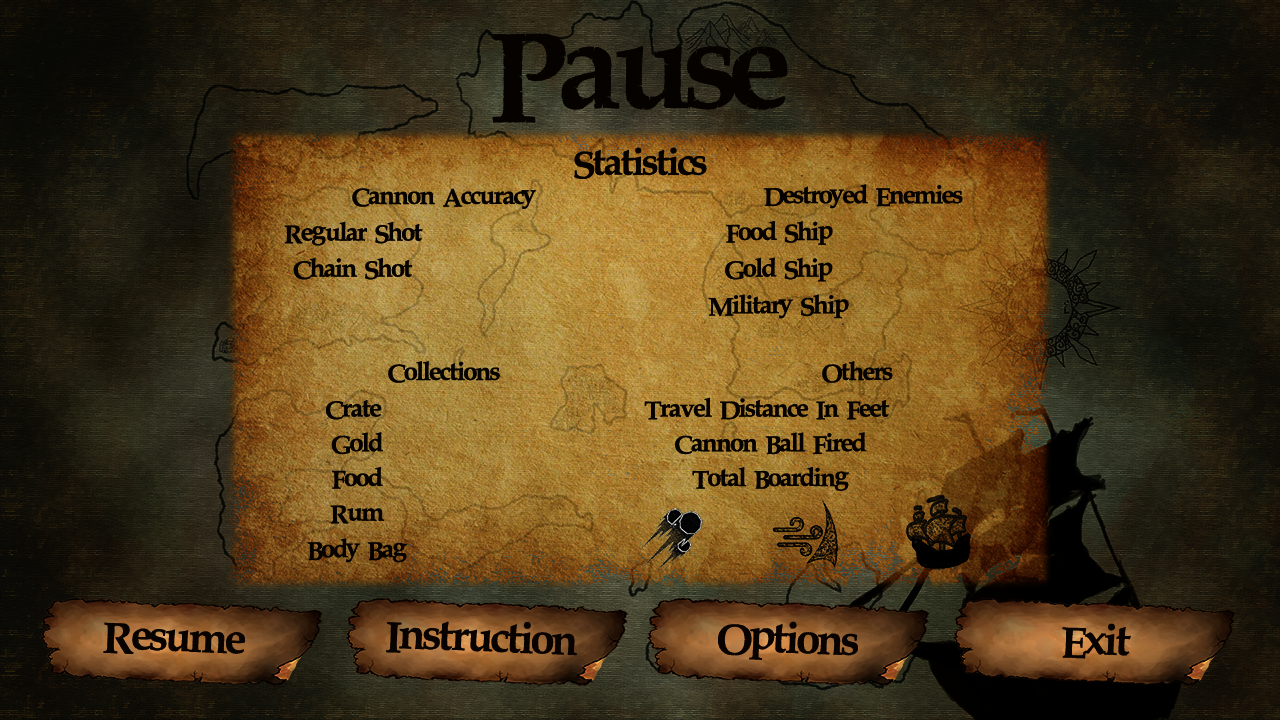 Pause
Statistics
Cannon Accuracy
Regular Shot
Chain Shot
Destroyed Enemies
Food Ship
Gold Ship
Military Ship
Collections
Crate
Gold
Food
Rum
Body Bag
Others
Travel Distance In Feet
Cannon Ball Fired
Total Boarding
Resume
Instruction
Options
Exit